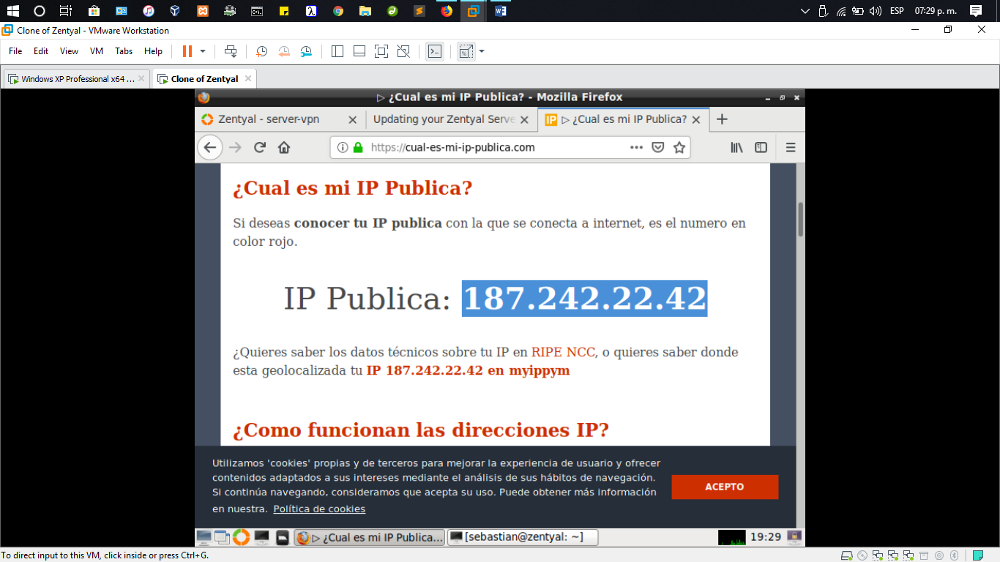 ESP 07:29 p. m.
Clone of Zentyal - VMware Workstation
File Edit View VM Tabs Help
Windows XP Professional x64 ... Clone of Zentyal
▷ ¿Cual es mi IP Publica? - Mozilla Firefox
Zentyal - server-vpn Updating your Zentyal Serve ▷ ¿Cual es mi IP Publica?
https://cual-es-mi-ip-publica.com
¿Cual es mi IP Publica?
Si deseas conocer tu IP publica con la que se conecta a internet, es el numero en
color rojo.
IP Publica: 187.242.22.42
¿Quieres saber los datos técnicos sobre tu IP en RIPE NCC, o quieres saber donde
esta geolocalizada tu IP 187.242.22.42 en myippym
¿Como funcionan las direcciones IP?
Utilizamos 'cookies' propias y de terceros para mejorar la experiencia de usuario y ofrecer
contenidos adaptados a sus intereses mediante el análisis de sus hábitos de navegación.
Si continúa navegando, consideramos que acepta su uso. Puede obtener más información
en nuestra. Política de cookies
ACEPTO
▷ ¿Cual es mi IP Publica... [sebastian@zentyal: ~] 19:29
To direct input to this VM, click inside or press Ctrl+G.